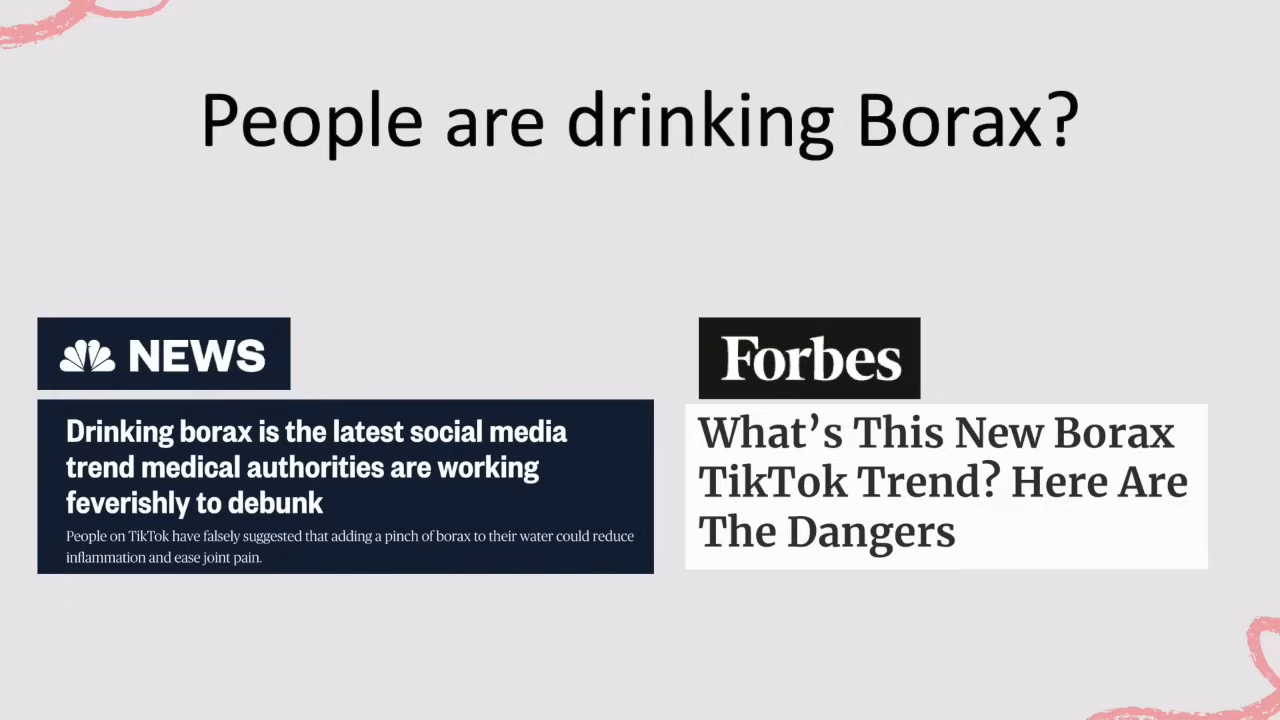 People are drinking Borax?
NEWS
Drinking borax is the latest social media
trend medical authorities are working
feverishly to debunk
People on TikTok have falsely suggested that adding a pinch of borax to their water could reduce
inflammation and ease joint pain.
Forbes
What’s This New Borax
TikTok Trend? Here Are
The Dangers